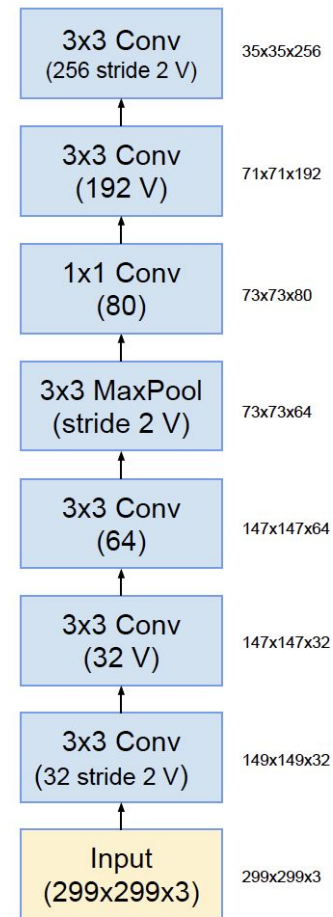 3x3 Conv
(256 stride 2 V)
35x35x256
3x3 Conv
(192 V)
71x71x192
1x1 Conv
(80)
73x73x80
3x3 MaxPool
(stride 2 V)
73x73x64
3x3 Conv
(64)
147x147x64
3x3 Conv
(32 V)
147x147x32
3x3 Conv
(32 stride 2 V)
149x149x32
Input
(299x299x3)
299x299x3